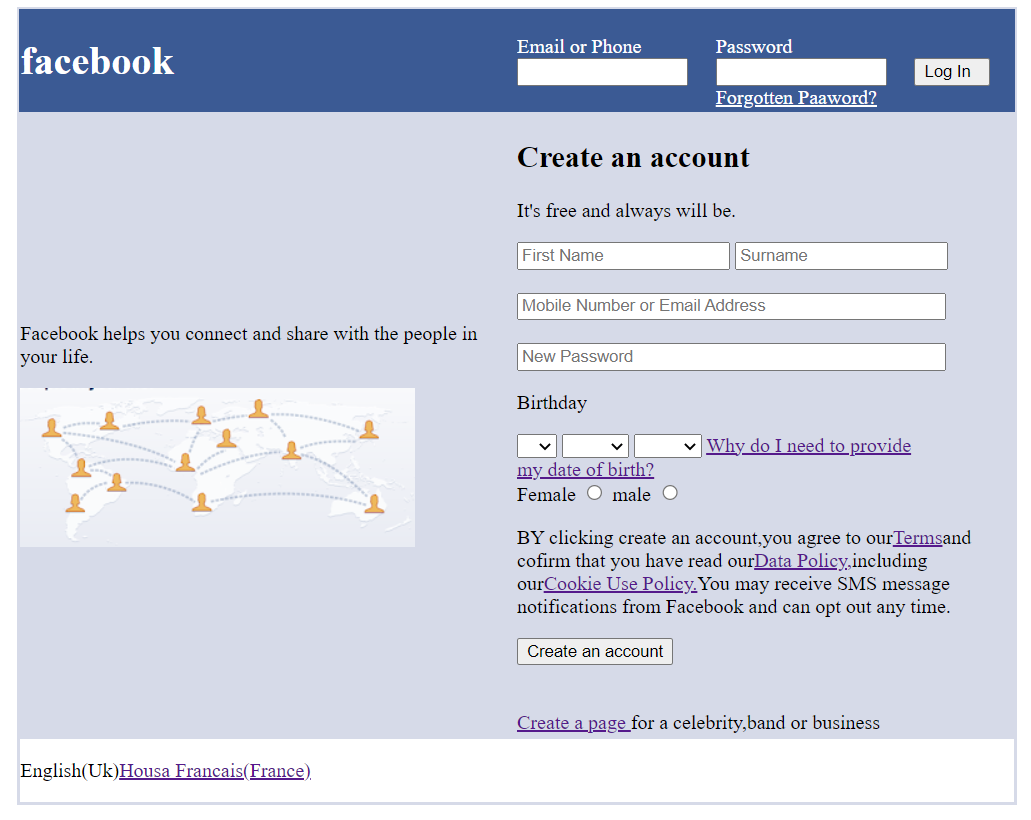 facebook
Email or Phone
Password
Log In
Forgotten Paaword?
Create an account
It's free and always will be.
First Name
Surname
Mobile Number or Email Address
New Password
Birthday
Why do I need to provide
my date of birth?
Female
male
BY clicking create an account,you agree to ourTermsand
cofirm that you have read ourData Policy,including
ourCookie Use Policy.You may receive SMS message
notifications from Facebook and can opt out any time.
Create an account
Create a page for a celebrity,band or business
Facebook helps you connect and share with the people in
your life.
English(Uk)Housa Francais(France)